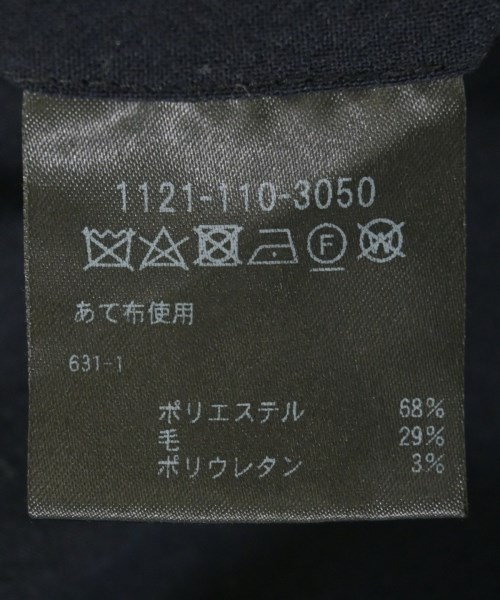 1121-110-3050
F W
あて布使用
631-1
ポリエステル 68%
毛 29%
ポリウレタン 3%